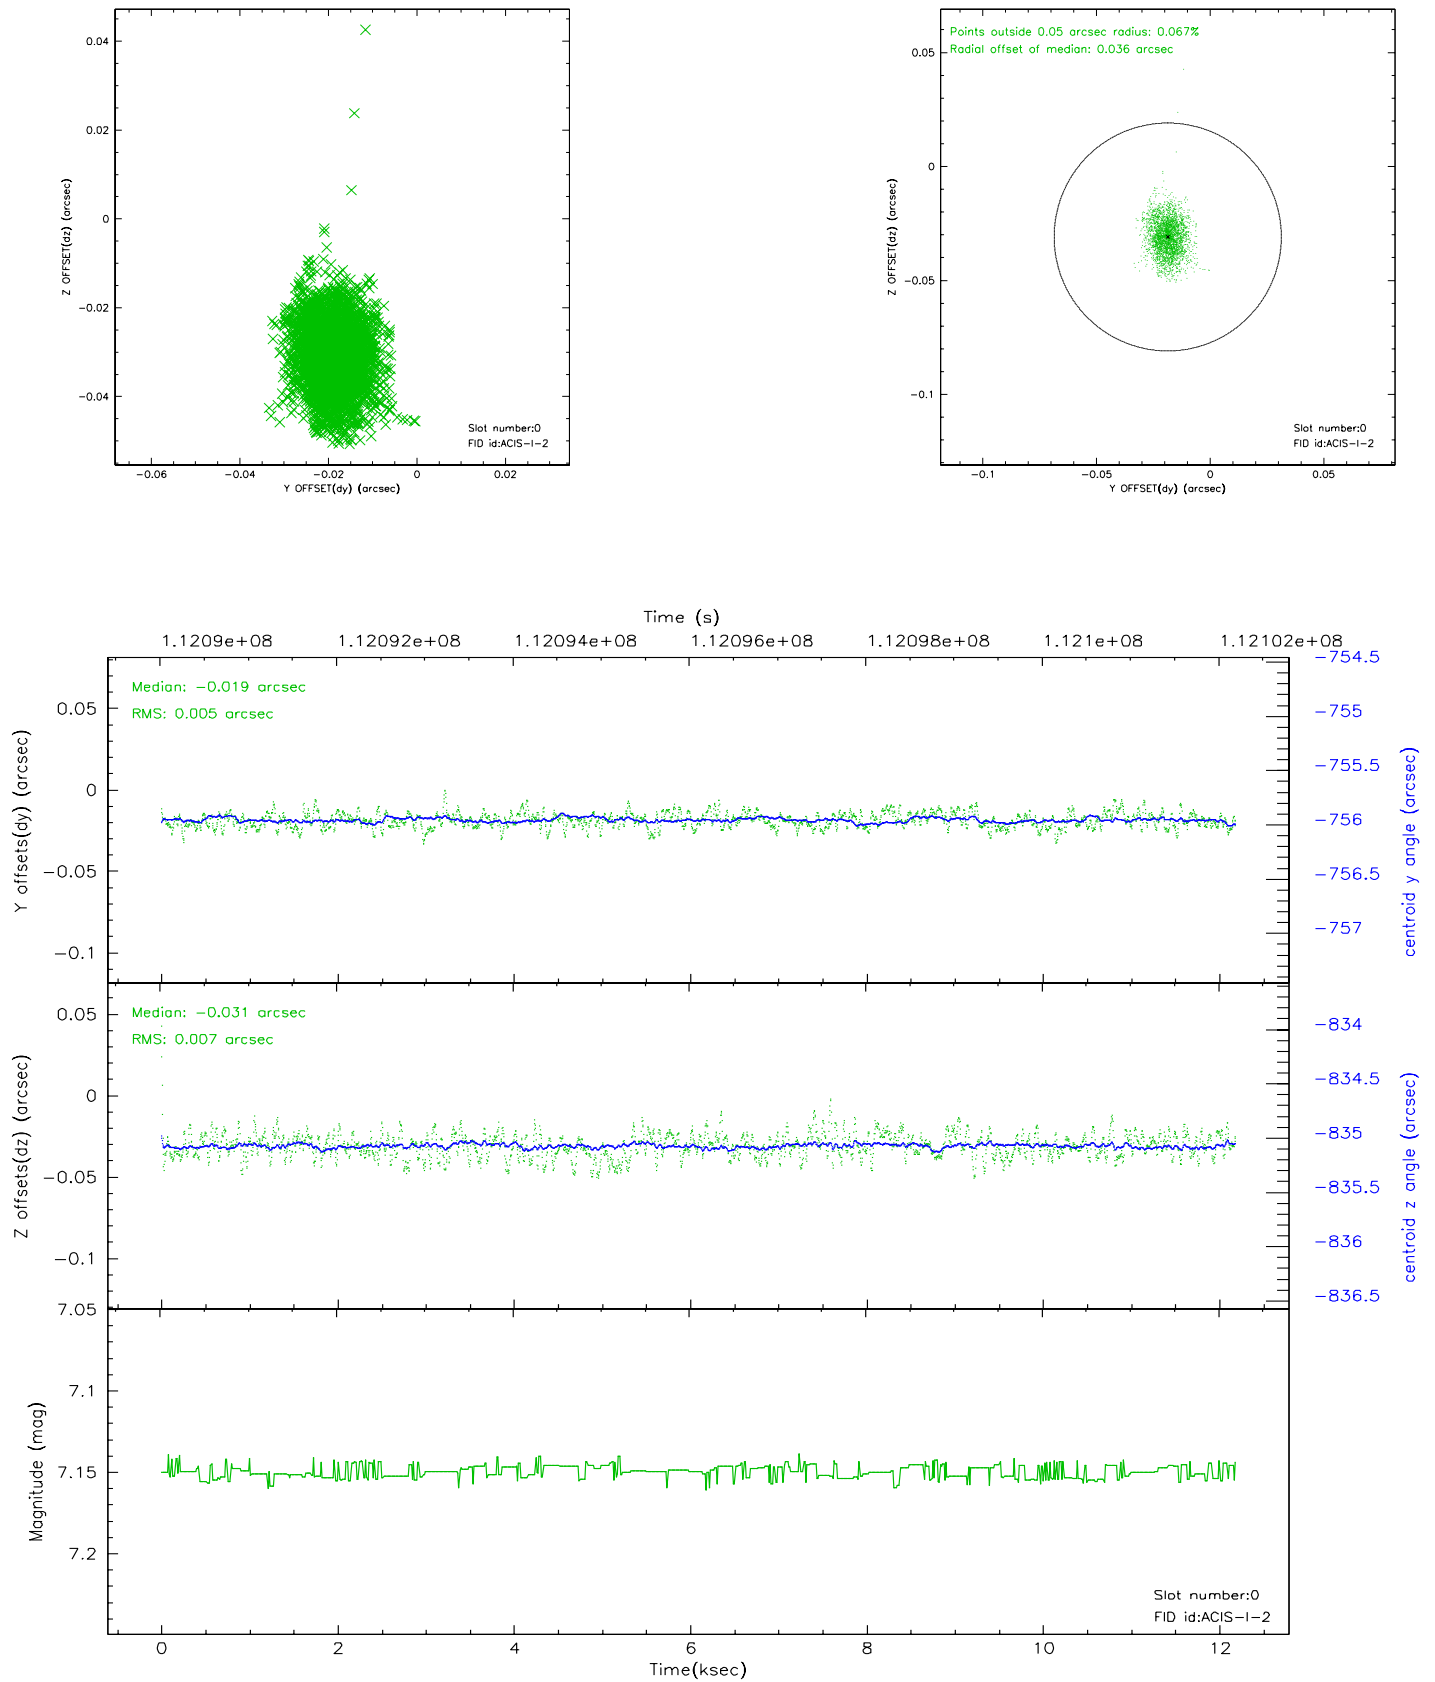 0.04
0.02
0
−0.02
−0.04
Z OFFSET(dz) (arcsec)
−0.06 −0.04 −0.02 0 0.02
Y OFFSET(dy) (arcsec)
Slot number:0
FID id:ACIS−I−2
Points outside 0.05 arcsec radius: 0.067%
Radial offset of median: 0.036 arcsec
0.05
0
−0.05
−0.1
Z OFFSET(dz) (arcsec)
−0.1 −0.05 0 0.05
Y OFFSET(dy) (arcsec)
Slot number:0
FID id:ACIS−I−2
Time (s)
1.1209e+08 1.12092e+08 1.12094e+08 1.12096e+08 1.12098e+08 1.121e+08 1.12102e+08
Median: −0.019 arcsec
RMS: 0.005 arcsec
0.05
0
−0.05
−0.1
Y offsets(dy) (arcsec)
−754.5
−755
−755.5
−756
−756.5
−757
centroid y angle (arcsec)
Median: −0.031 arcsec
RMS: 0.007 arcsec
0.05
0
−0.05
−0.1
Z offsets(dz) (arcsec)
−834
−834.5
−835
−835.5
−836
−836.5
centroid z angle (arcsec)
7.05
7.1
7.15
7.2
Magnitude (mag)
Slot number:0
FID id:ACIS−I−2
0 2 4 6 8 10 12
Time(ksec)